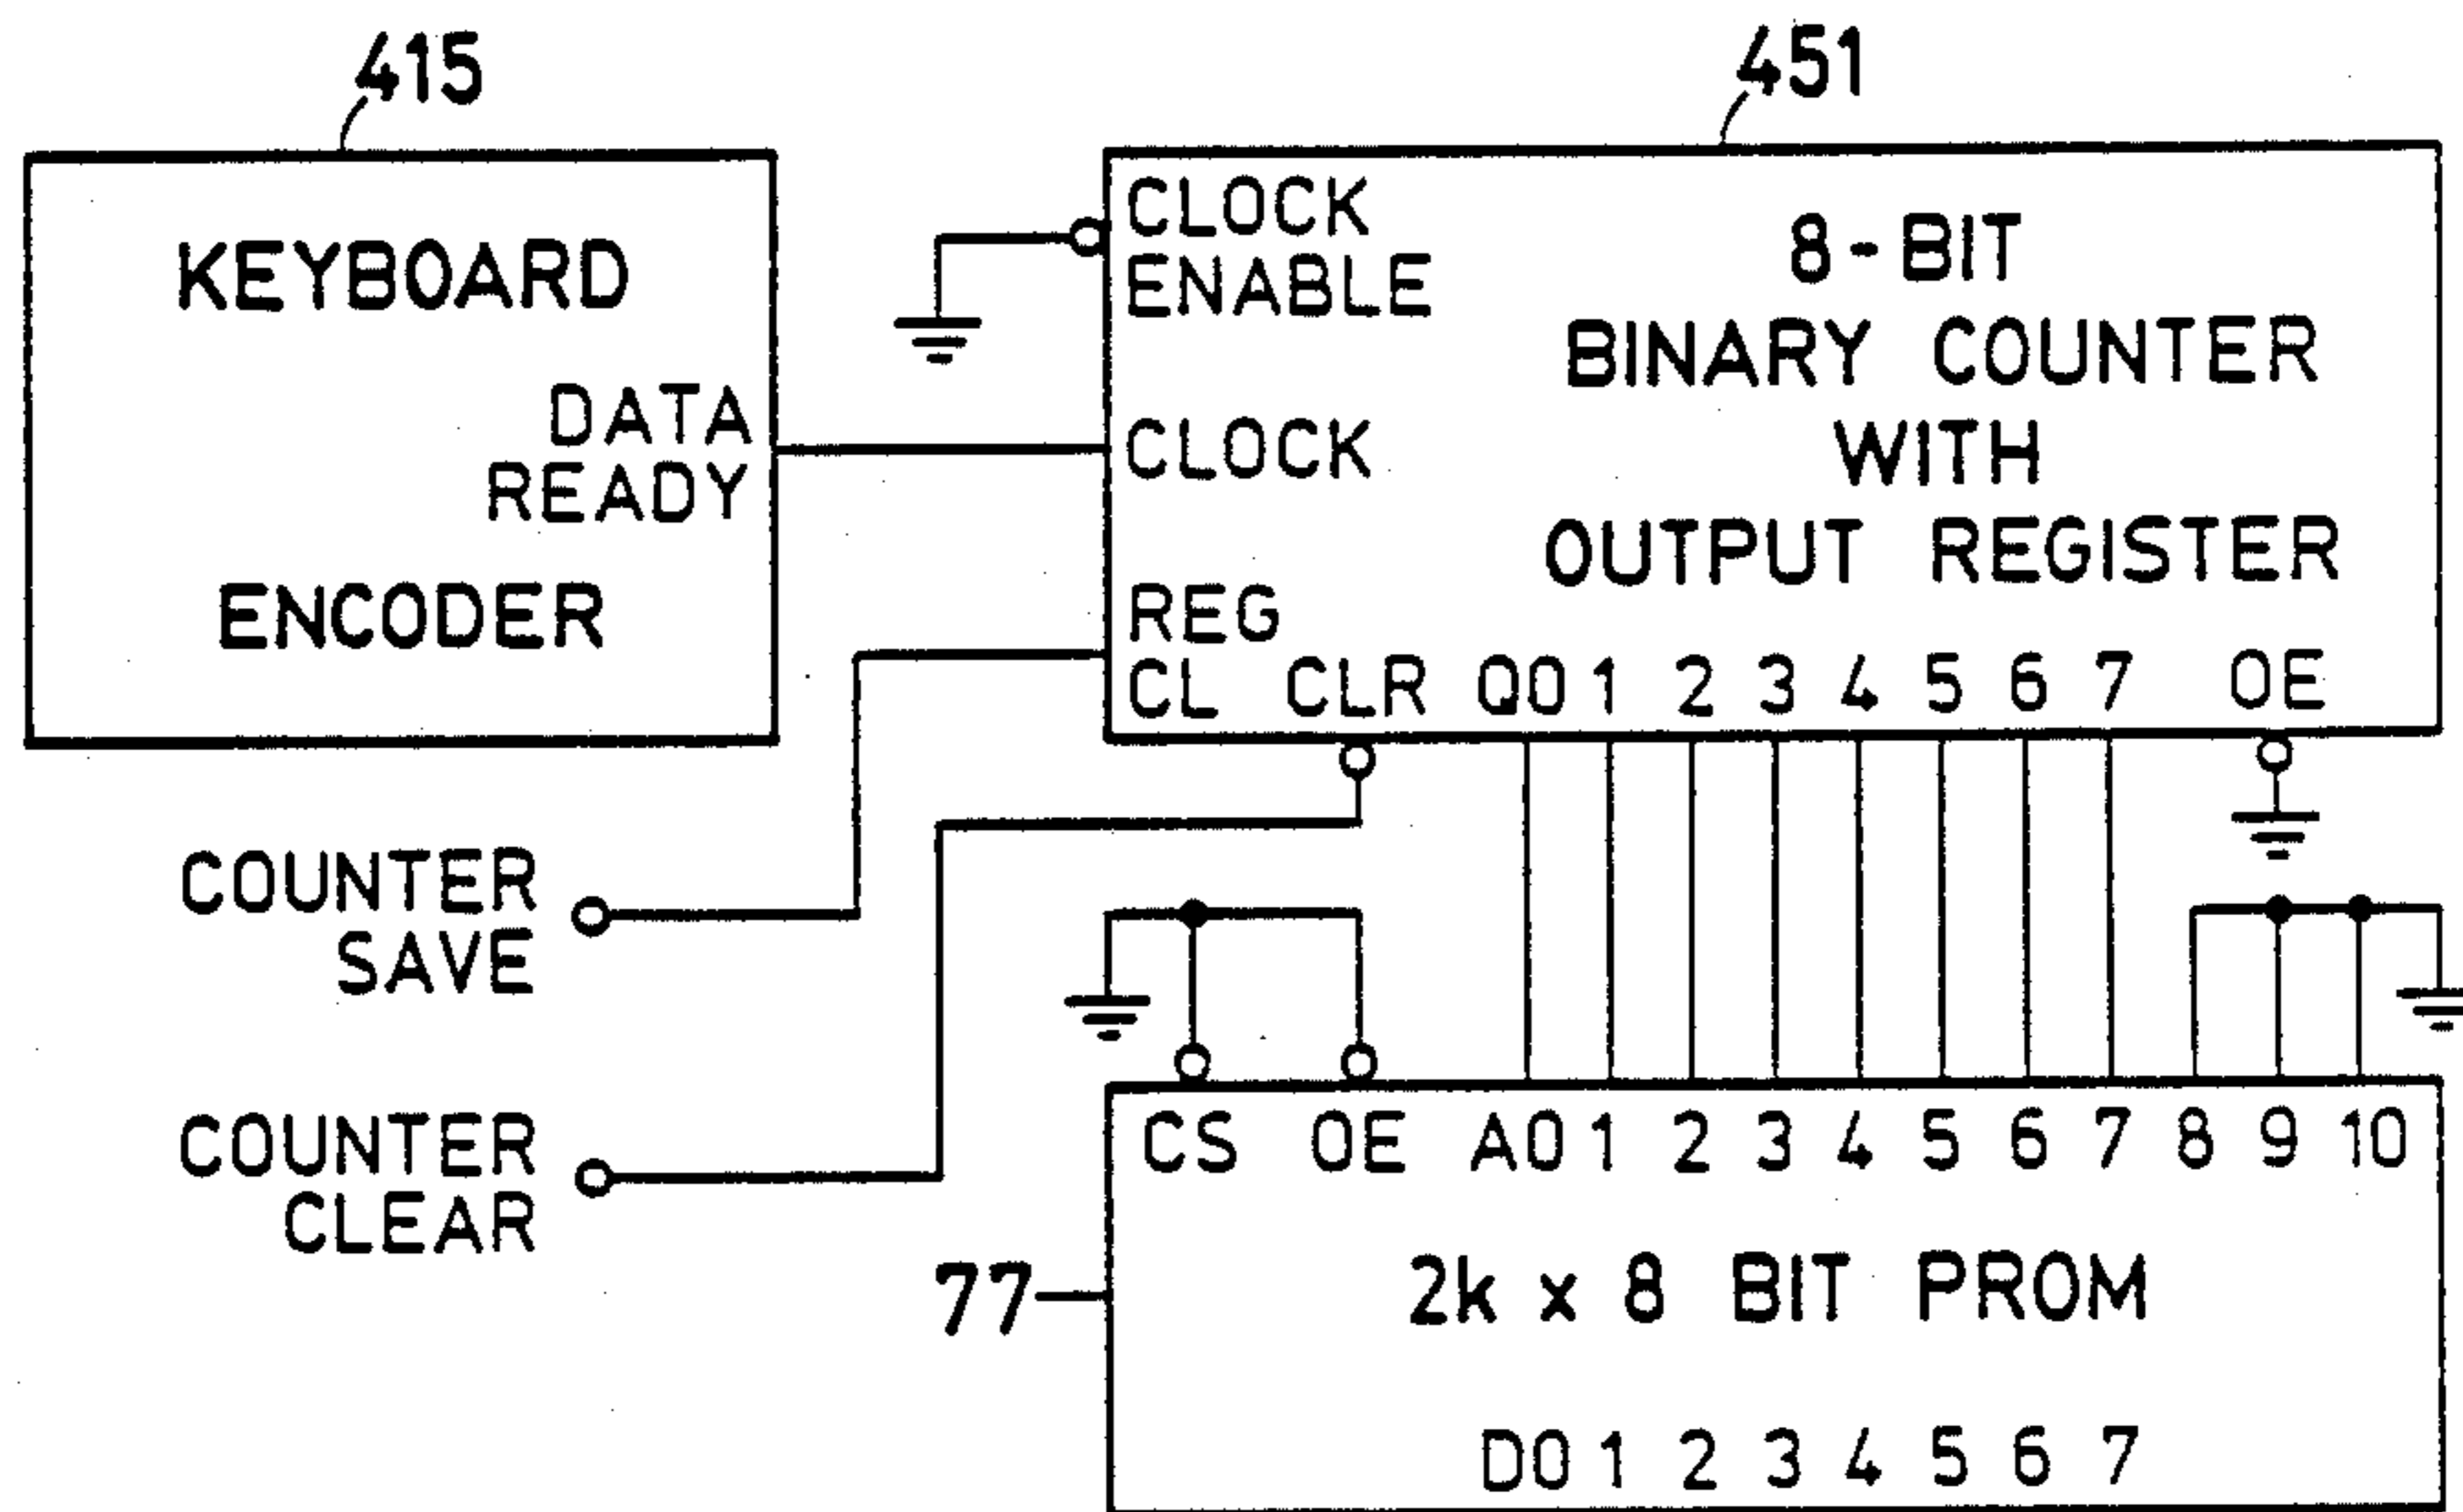 415
KEYBOARD
DATA
READY
ENCODER
451
CLOCK
ENABLE
8-BIT
BINARY COUNTER
WITH
OUTPUT REGISTER
CLOCK
REG
CL CLR Q0 1 2 3 4 5 6 7 OE
COUNTER
SAVE
COUNTER
CLEAR
CS OE A0 1 2 3 4 5 6 7 8 9 10
77
2k x 8 BIT PROM
D0 1 2 3 4 5 6 7